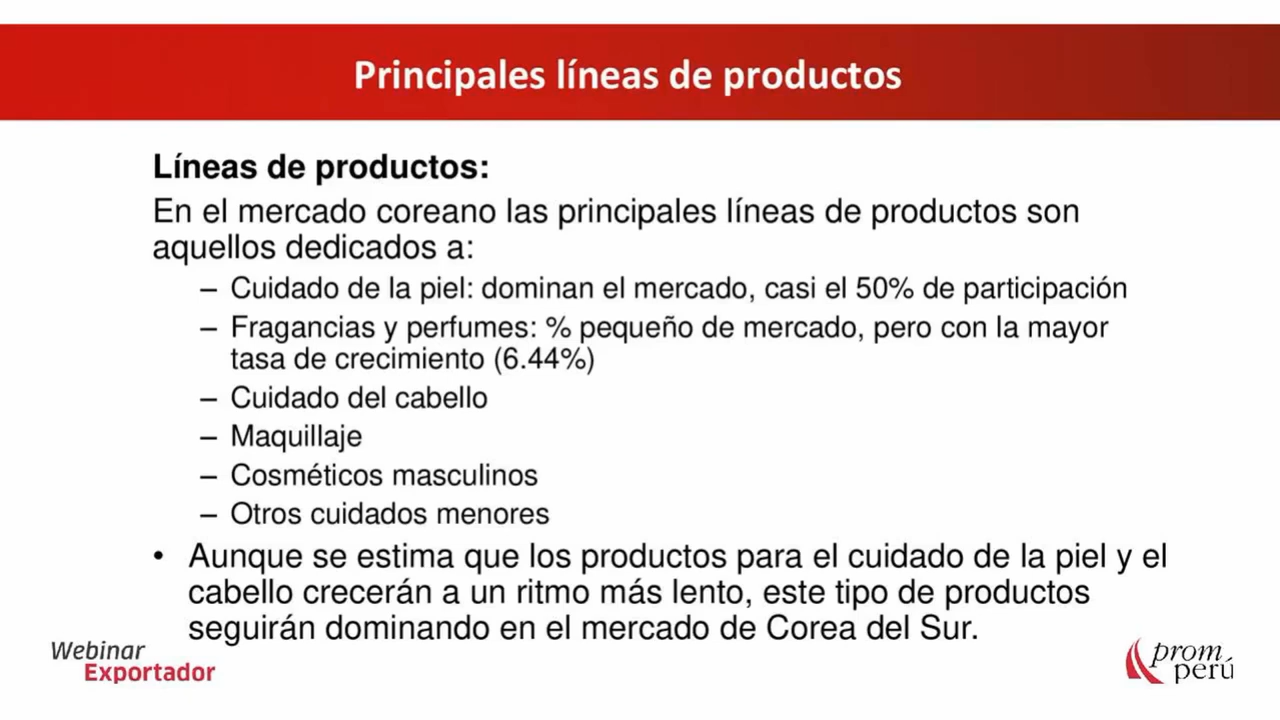 Principales líneas de productos
Líneas de productos:
En el mercado coreano las principales líneas de productos son
aquellos dedicados a:
– Cuidado de la piel: dominan el mercado, casi el 50% de participación
– Fragancias y perfumes: % pequeño de mercado, pero con la mayor
tasa de crecimiento (6.44%)
– Cuidado del cabello
– Maquillaje
– Cosméticos masculinos
– Otros cuidados menores
• Aunque se estima que los productos para el cuidado de la piel y el
cabello crecerán a un ritmo más lento, este tipo de productos
seguirán dominando en el mercado de Corea del Sur.
Webinar
Exportador
prom
perú